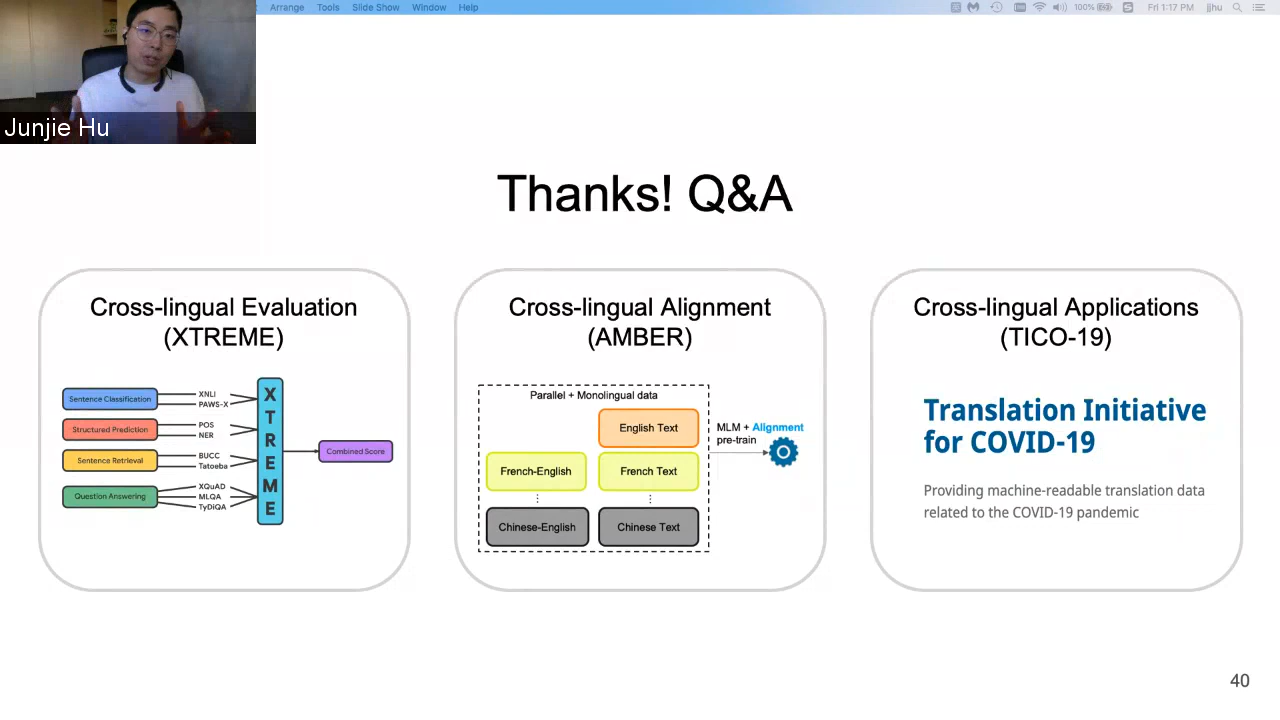 Arrange Tools Slide Show Window Help
100% Fri 1:17 PM jjhu
Junjie Hu
Thanks! Q&A
Cross-lingual Evaluation
(XTREME)
Sentence Classification
XNLI
PAWS-X
Structured Prediction
POS
NER
Sentence Retrieval
BUCC
Tatoeba
Question Answering
XQuAD
MLQA
TyDiQA
X
T
R
E
M
E
Combined Score
Cross-lingual Alignment
(AMBER)
Parallel + Monolingual data
English Text
French-English
French Text
Chinese-English
Chinese Text
MLM + Alignment
pre-train
Cross-lingual Applications
(TICO-19)
Translation Initiative
for COVID-19
Providing machine-readable translation data
related to the COVID-19 pandemic
40